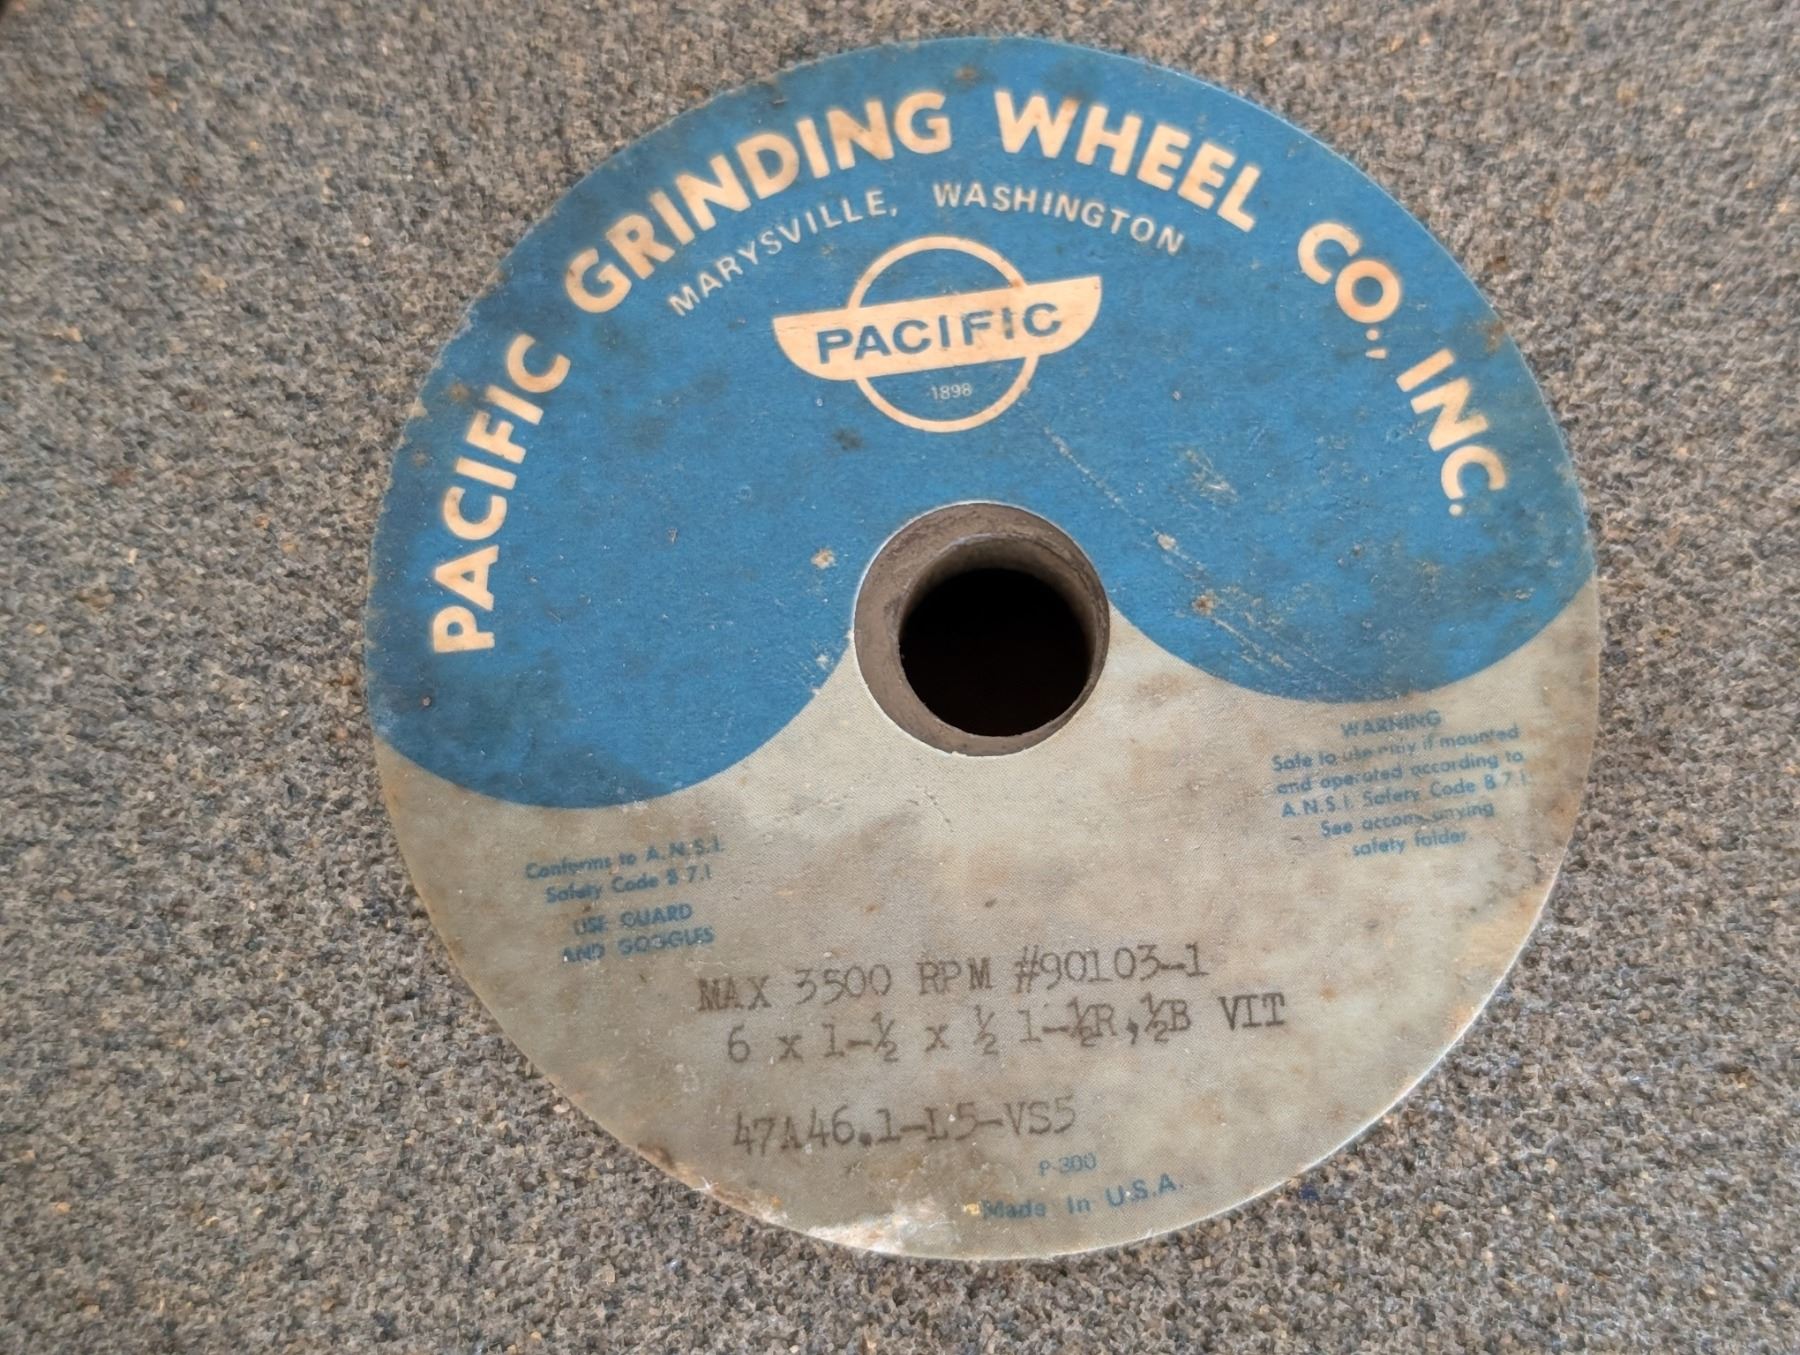 PACIFIC GRINDING WHEEL CO., INC.
MARYSVILLE, WASHINGTON
PACIFIC
1898
WARNING
Safe to use only if mounted
and operated according to
A.N.S.I. Safety Code B 7.1.
See accompanying
safety folder.
Conforms to A.N.S.I.
Safety Code B 7.1
USE GUARD
AND GOGGLES
MAX 3500 RPM #90103-1
6 x 1-½ x ½ 1-½R,½B VIT
47A46.1-L5-VS5
P-300
Made In U.S.A.